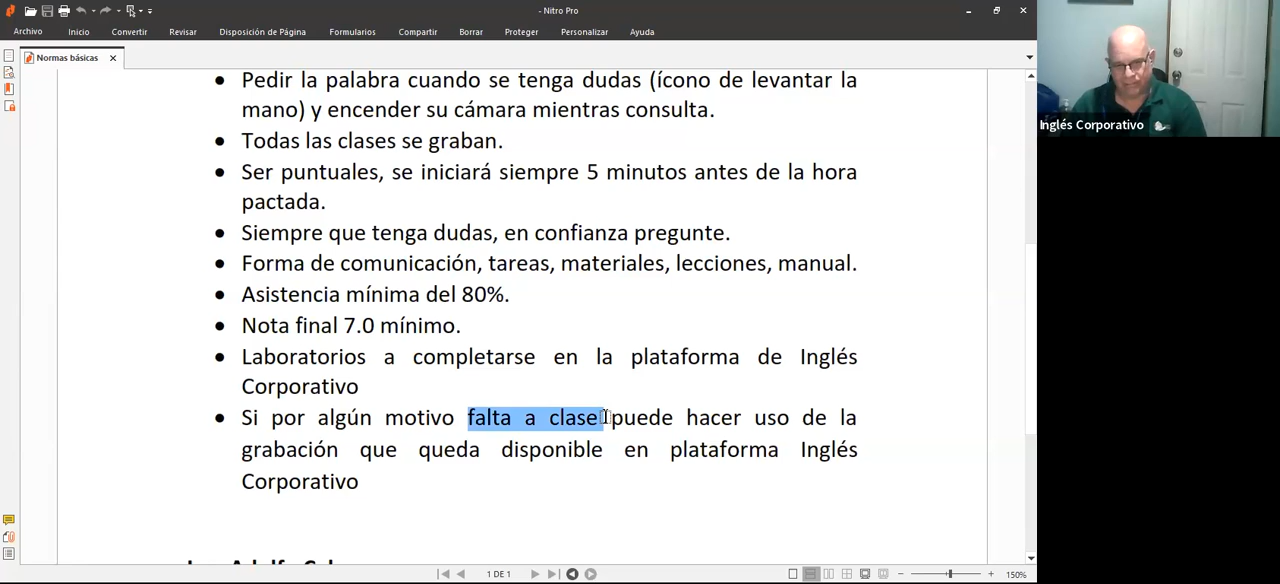 - Nitro Pro
Archivo Inicio Convertir Revisar Disposición de Página Formularios Compartir Borrar Proteger Personalizar Ayuda
Normas básicas
• Pedir la palabra cuando se tenga dudas (ícono de levantar la
mano) y encender su cámara mientras consulta.
• Todas las clases se graban.
• Ser puntuales, se iniciará siempre 5 minutos antes de la hora
pactada.
• Siempre que tenga dudas, en confianza pregunte.
• Forma de comunicación, tareas, materiales, lecciones, manual.
• Asistencia mínima del 80%.
• Nota final 7.0 mínimo.
• Laboratorios a completarse en la plataforma de Inglés
Corporativo
• Si por algún motivo falta a clase puede hacer uso de la
grabación que queda disponible en plataforma Inglés
Corporativo
1 DE 1
150%
Inglés Corporativo